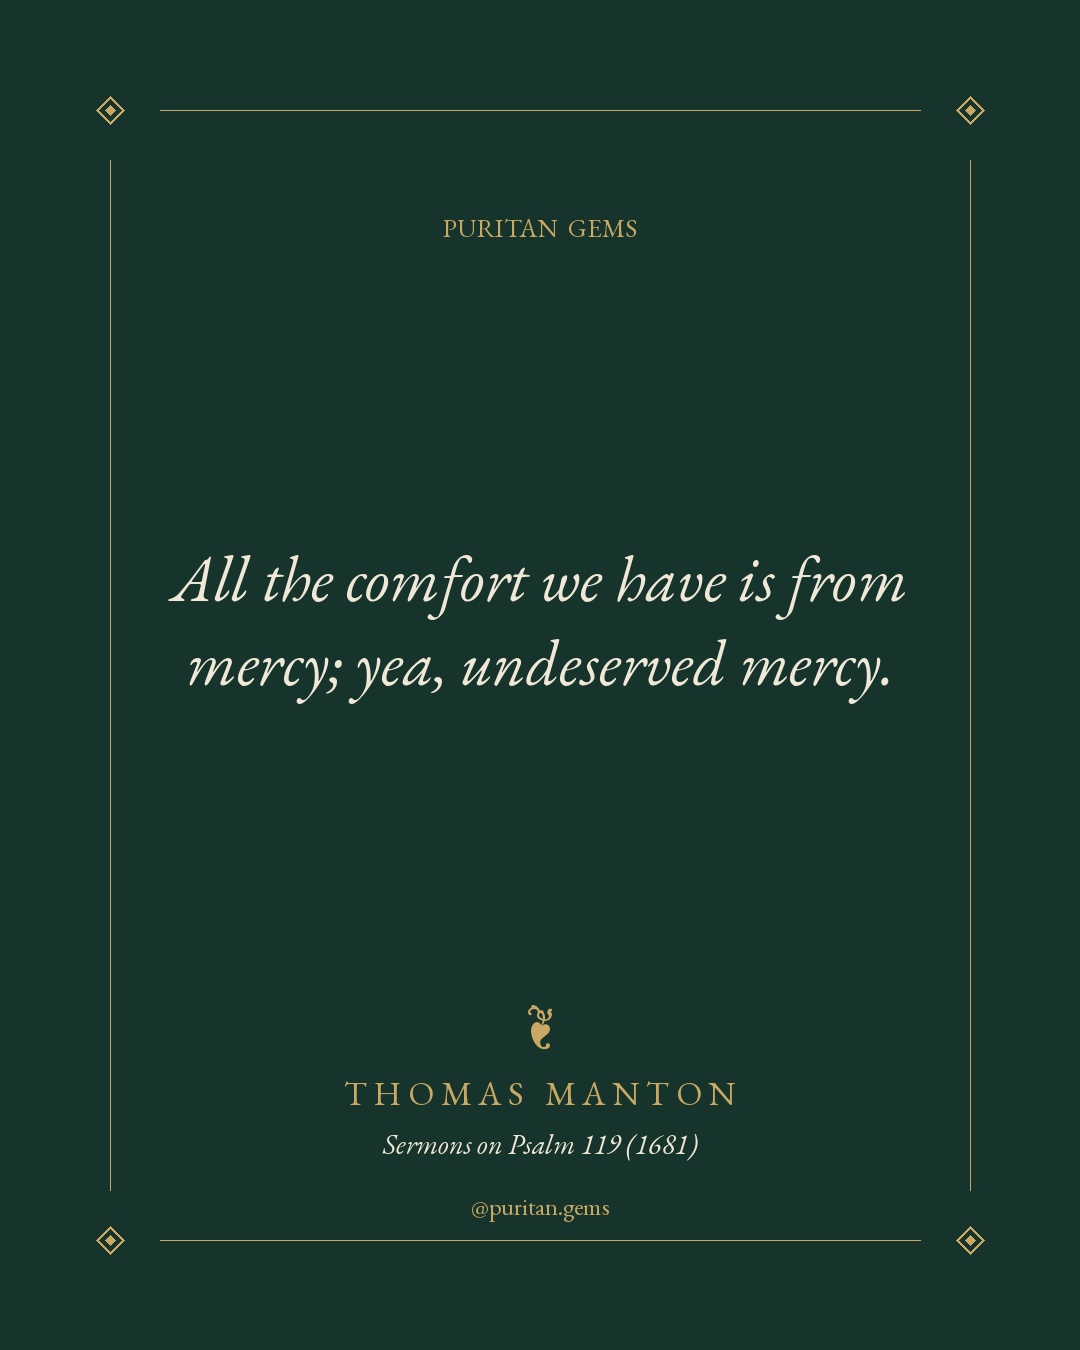 PURITAN GEMS
All the comfort we have is from
mercy; yea, undeserved mercy.
THOMAS MANTON
Sermons on Psalm 119 (1681)
@puritan.gems